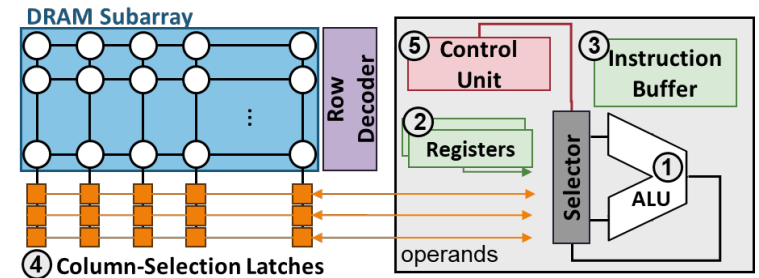 DRAM Subarray
...
Row
Decoder
5
Control
Unit
3
Instruction
Buffer
2
Registers
Selector
1
ALU
operands
4 Column-Selection Latches